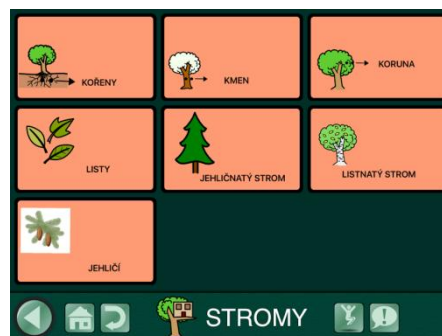 KOŘENY
KMEN
KORUNA
LISTY
JEHLIČNATÝ STROM
LISTNATÝ STROM
JEHLIČÍ
STROMY